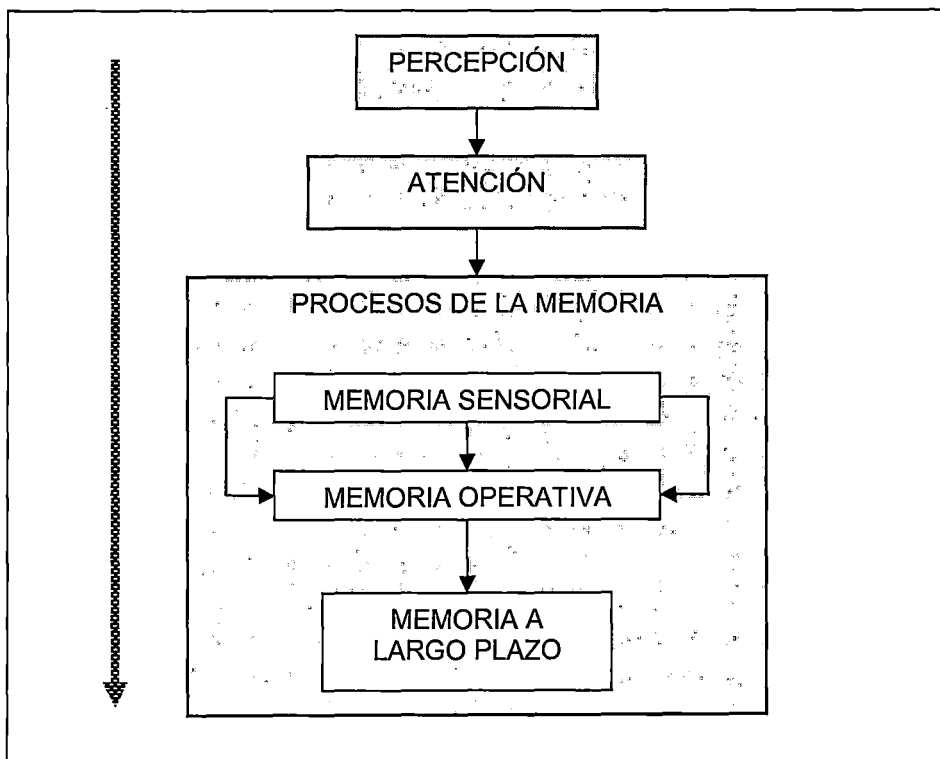 PERCEPCIÓN
ATENCIÓN
PROCESOS DE LA MEMORIA
MEMORIA SENSORIAL
MEMORIA OPERATIVA
MEMORIA A
LARGO PLAZO